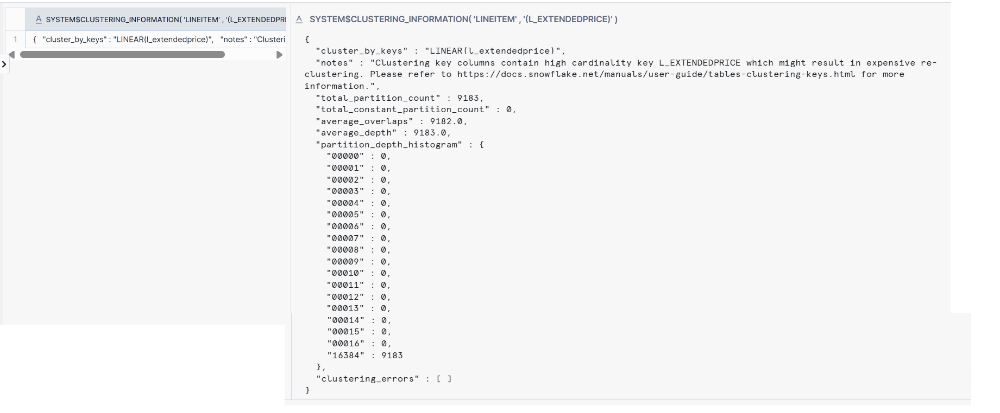 A SYSTEM$CLUSTERING_INFORMATION( 'LINEITEM' , '(L_EXTENDEDPRI
1 { "cluster_by_keys" : "LINEAR(l_extendedprice)", "notes" : "Clusteri
A SYSTEM$CLUSTERING_INFORMATION( 'LINEITEM' , '(L_EXTENDEDPRICE)' )
{
"cluster_by_keys" : "LINEAR(l_extendedprice)",
"notes" : "Clustering key columns contain high cardinality key L_EXTENDEDPRICE which might result in expensive re-
clustering. Please refer to https://docs.snowflake.net/manuals/user-guide/tables-clustering-keys.html for more
information.",
"total_partition_count" : 9183,
"total_constant_partition_count" : 0,
"average_overlaps" : 9182.0,
"average_depth" : 9183.0,
"partition_depth_histogram" : {
"00000" : 0,
"00001" : 0,
"00002" : 0,
"00003" : 0,
"00004" : 0,
"00005" : 0,
"00006" : 0,
"00007" : 0,
"00008" : 0,
"00009" : 0,
"00010" : 0,
"00011" : 0,
"00012" : 0,
"00013" : 0,
"00014" : 0,
"00015" : 0,
"00016" : 0,
"16384" : 9183
},
"clustering_errors" : [ ]
}